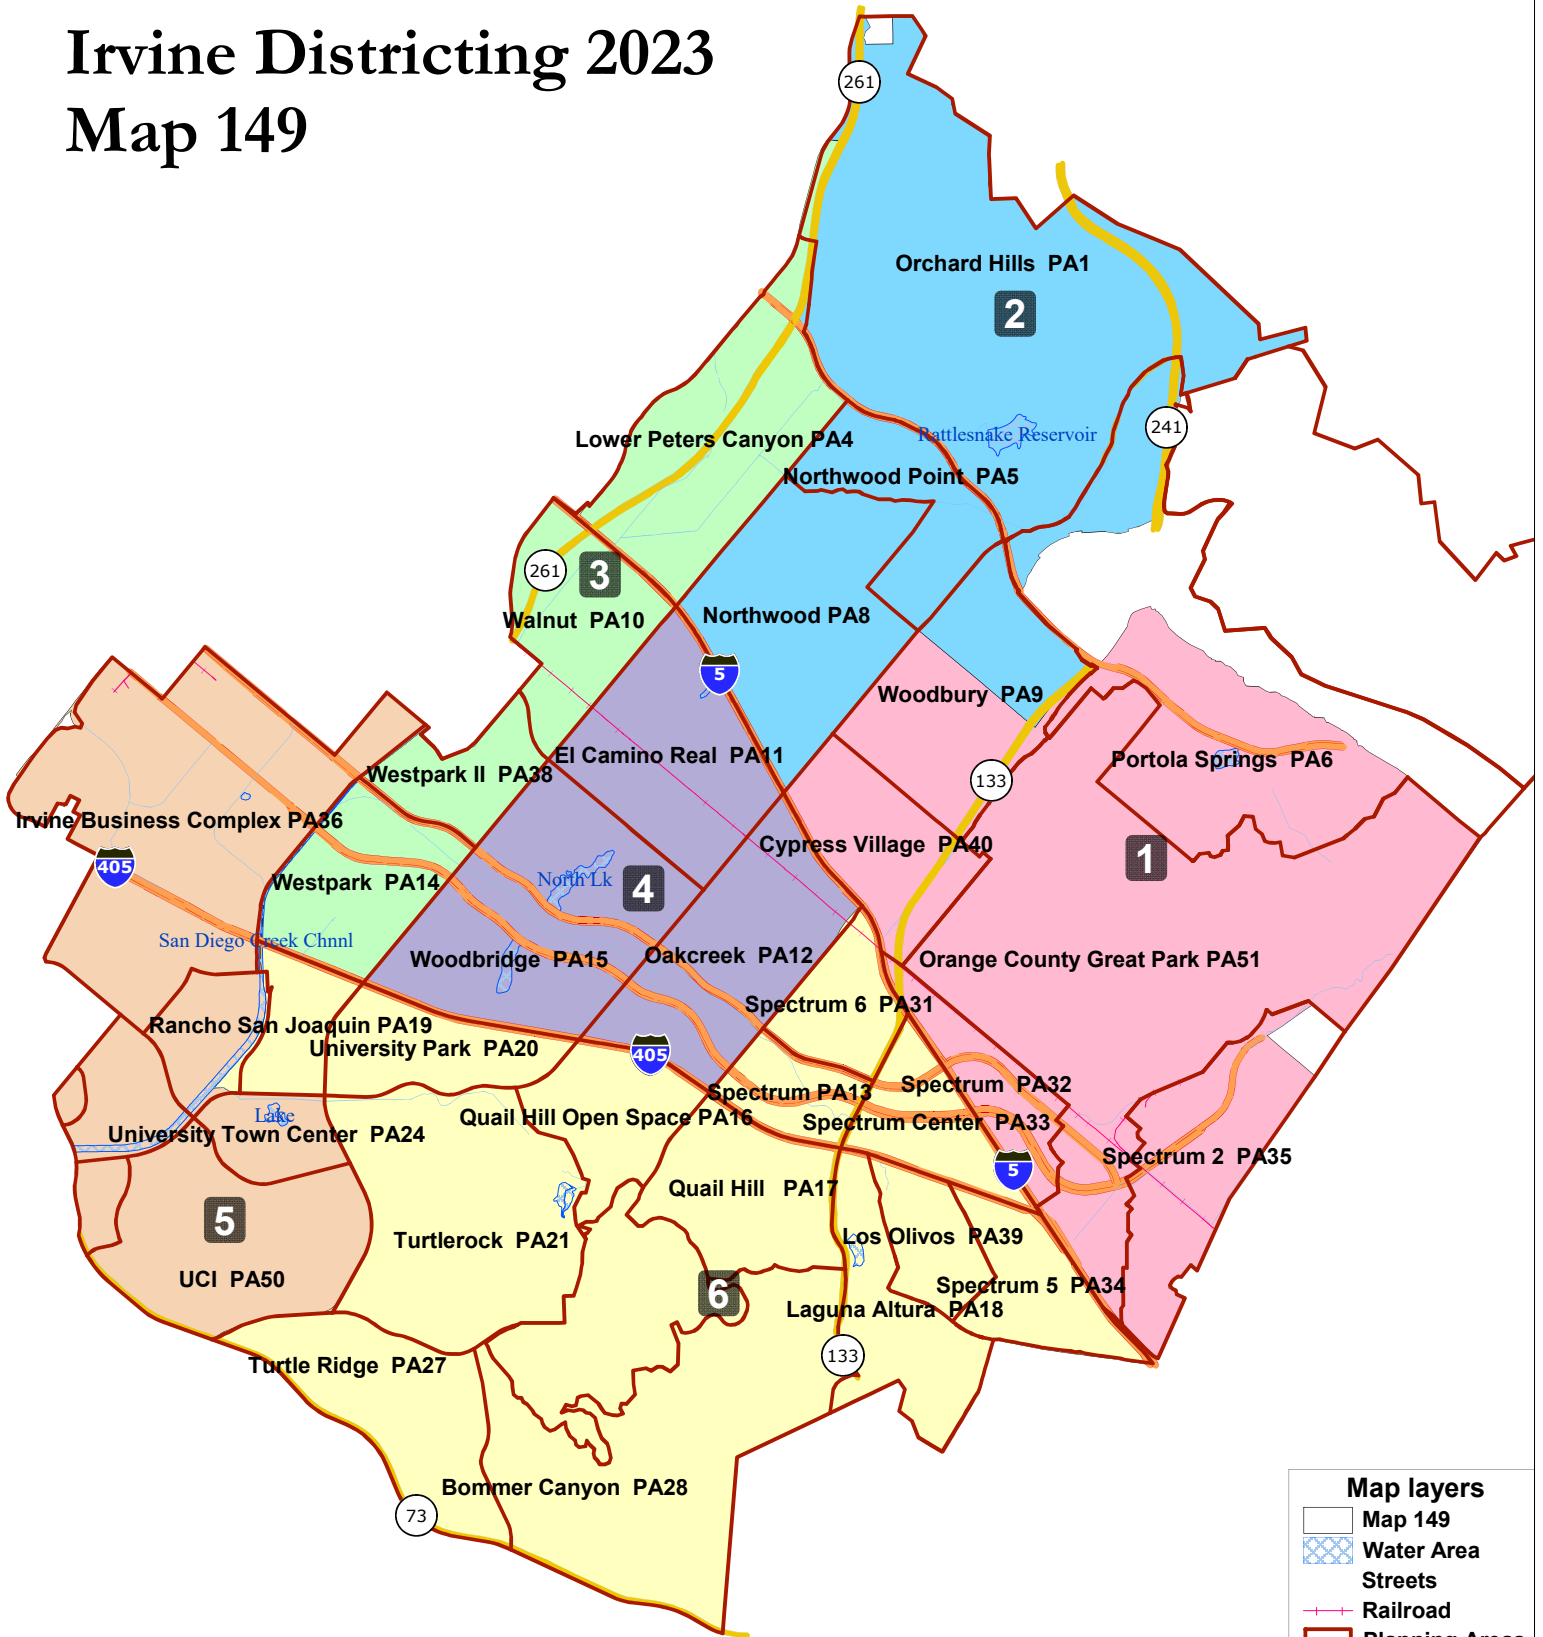 Irvine Districting 2023
Map 149
261
Orchard Hills PA1
2
241
Rattlesnake Reservoir
Lower Peters Canyon PA4
Northwood Point PA5
261
3
Walnut PA10
Northwood PA8
5
Woodbury PA9
El Camino Real PA11
Westpark II PA38
Portola Springs PA6
133
Irvine Business Complex PA36
Cypress Village PA40
1
405
Westpark PA14
North Lk
4
San Diego Creek Chnnl
Woodbridge PA15
Oakcreek PA12
Orange County Great Park PA51
Spectrum 6 PA31
Rancho San Joaquin PA19
University Park PA20
405
Spectrum PA13
Spectrum PA32
Lake
Quail Hill Open Space PA16
Spectrum Center PA33
University Town Center PA24
Spectrum 2 PA35
5
Quail Hill PA17
5
Turtlerock PA21
Los Olivos PA39
UCI PA50
6
Spectrum 5 PA34
Laguna Altura PA18
133
Turtle Ridge PA27
Bommer Canyon PA28
73
Map layers
Map 149
Water Area
Streets
Railroad
Planning Areas